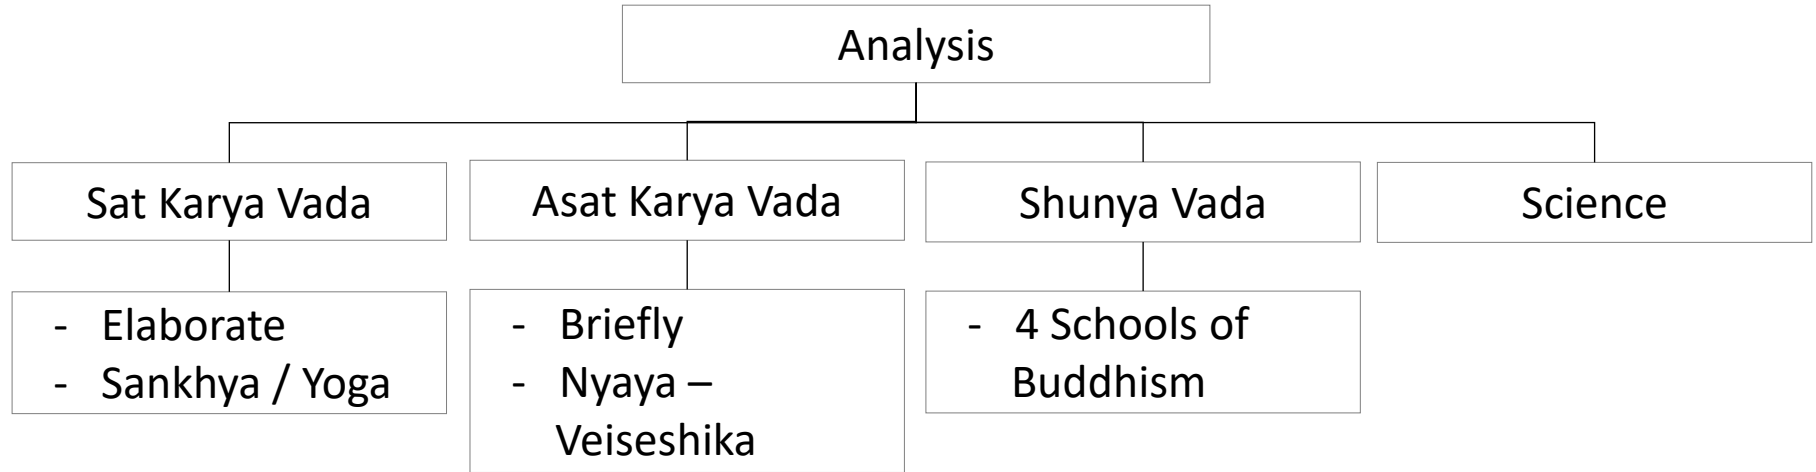 Analysis
Sat Karya Vada
Asat Karya Vada
Shunya Vada
Science
- Elaborate
- Sankhya / Yoga
- Briefly
- Nyaya –
Veiseshika
- 4 Schools of
Buddhism